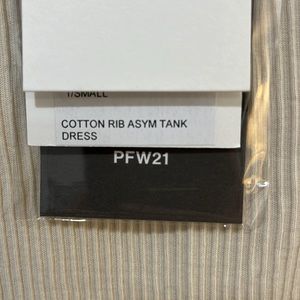 1/SMALL
COTTON RIB ASYM TANK
DRESS
PFW21